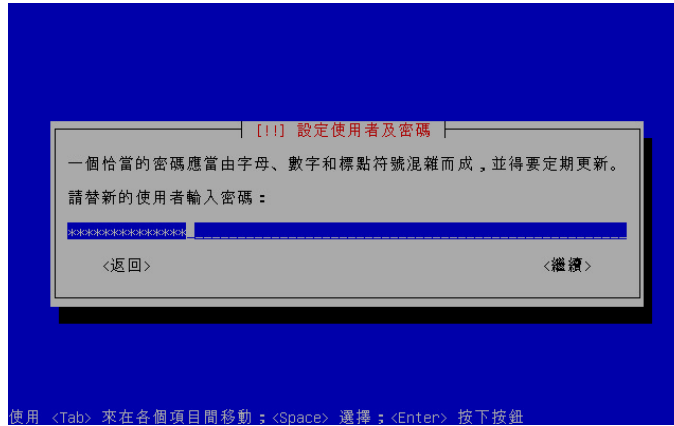 [!!] 設定使用者及密碼
一個恰當的密碼應當由字母、數字和標點符號混雜而成,並得要定期更新。
請替新的使用者輸入密碼:
**************
<返回> <繼續>
使用 <Tab> 來在各個項目間移動;<Space> 選擇;<Enter> 按下按鈕